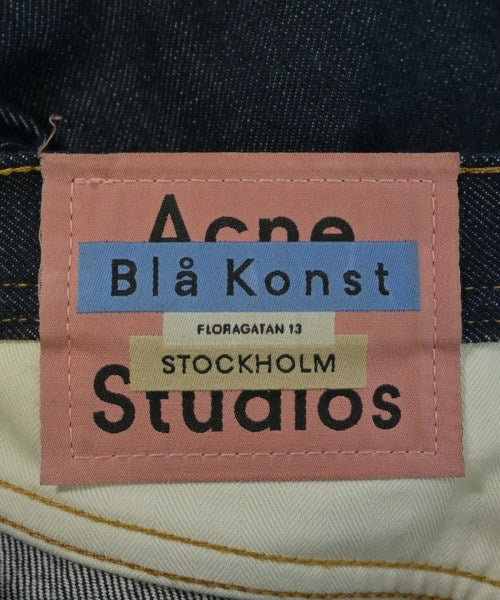 Acne
Blå Konst
FLORAGATAN 13
STOCKHOLM
Studios